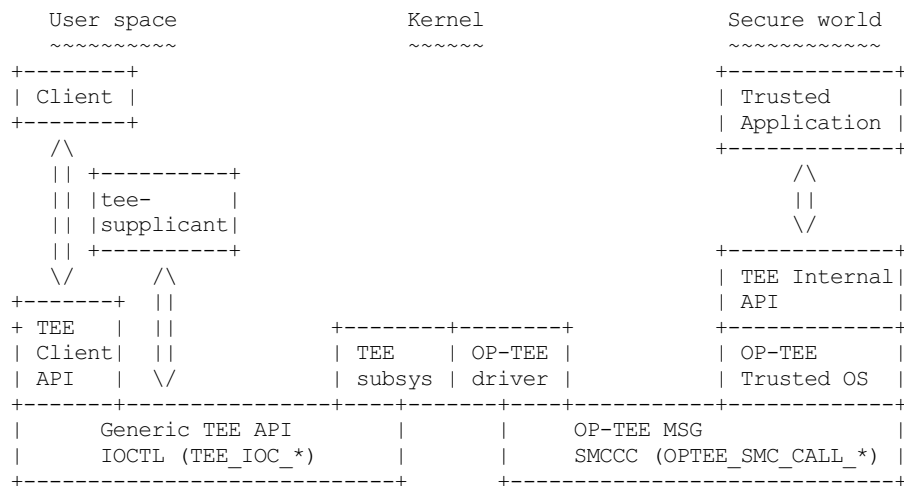 User space Kernel Secure world
~~~~~~~~~~ ~~~~~~ ~~~~~~~~~~~~
+--------+ +-------------+
| Client | | Trusted |
+--------+ | Application |
/\ +-------------+
|| +----------+ /\
|| |tee- | ||
|| |supplicant| \/
|| +----------+ +-------------+
\/ /\ | TEE Internal|
+-------+ || | API |
+ TEE | || +--------+--------+ +-------------+
| Client| || | TEE | OP-TEE | | OP-TEE |
| API | \/ | subsys | driver | | Trusted OS |
+-------+----------------+----+-------+----+-----------+-------------+
| Generic TEE API | | OP-TEE MSG |
| IOCTL (TEE_IOC_*) | | SMCCC (OPTEE_SMC_CALL_*) |
+-----------------------------+ +------------------------------+